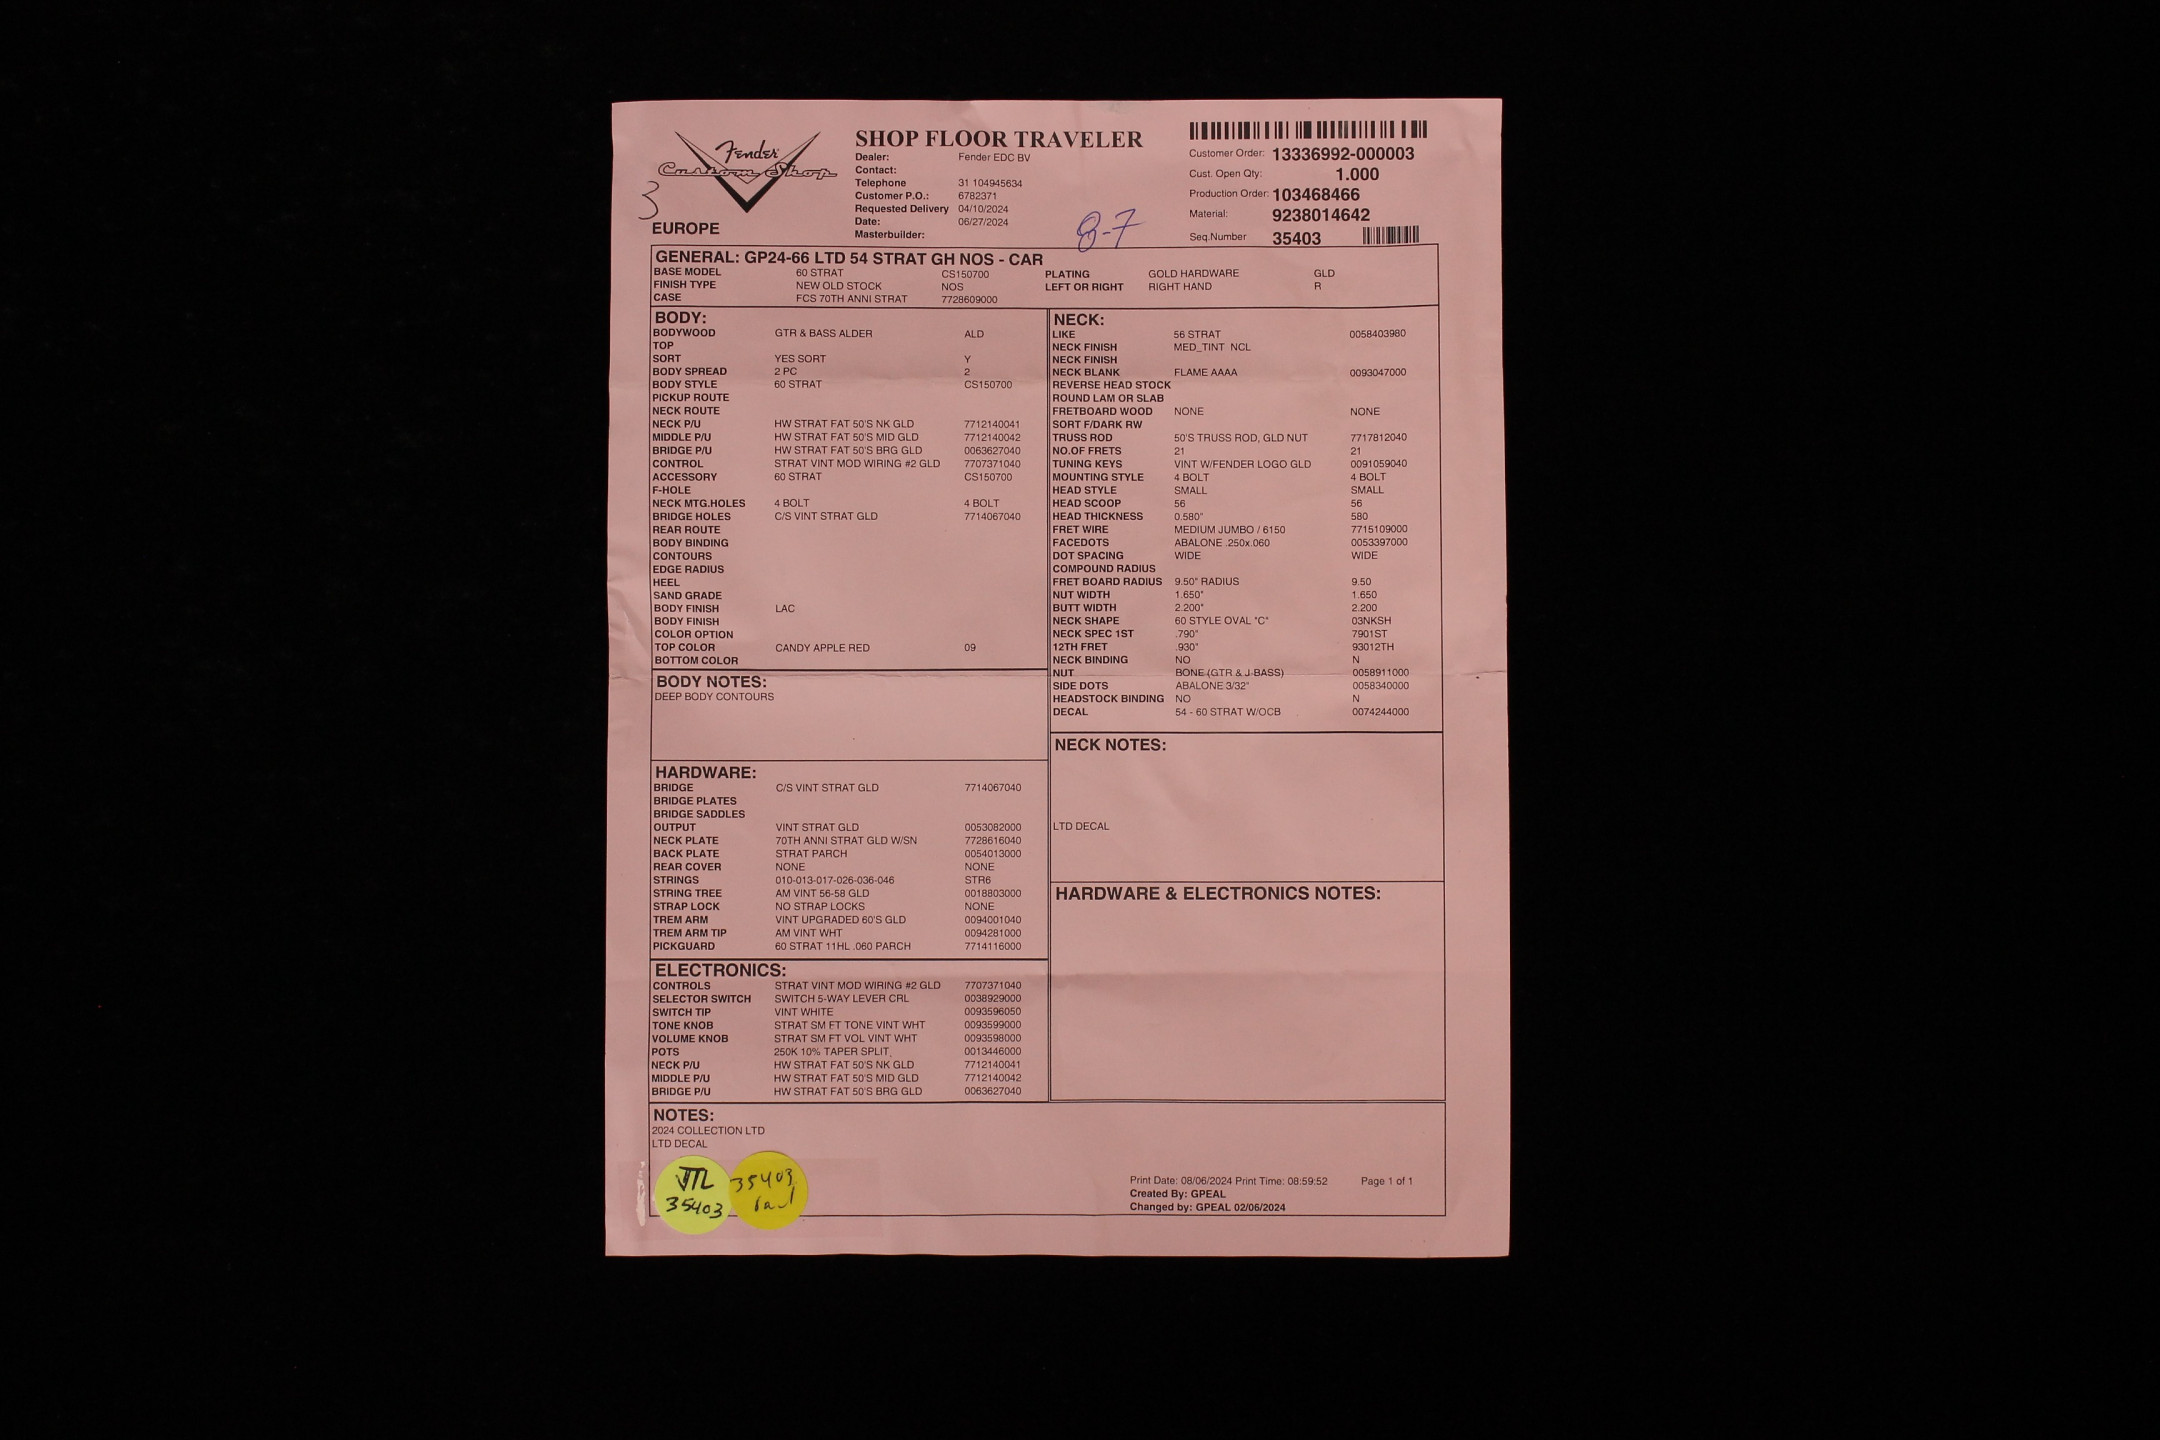 Fender
Custom Shop
3
EUROPE
SHOP FLOOR TRAVELER
Dealer: Fender EDC BV
Contact:
Telephone 31 104945634
Customer P.O.: 6782371
Requested Delivery 04/10/2024
Date: 06/27/2024
Masterbuilder:
8-7
Customer Order: 13336992-000003
Cust. Open Qty: 1.000
Production Order: 103468466
Material: 9238014642
Seq.Number 35403
GENERAL: GP24-66 LTD 54 STRAT GH NOS - CAR
BASE MODEL 60 STRAT CS150700 PLATING GOLD HARDWARE GLD
FINISH TYPE NEW OLD STOCK NOS LEFT OR RIGHT RIGHT HAND R
CASE FCS 70TH ANNI STRAT 7728609000
BODY:
BODYWOOD GTR & BASS ALDER ALD
TOP
SORT YES SORT Y
BODY SPREAD 2 PC 2
BODY STYLE 60 STRAT CS150700
PICKUP ROUTE
NECK ROUTE
NECK P/U HW STRAT FAT 50'S NK GLD 7712140041
MIDDLE P/U HW STRAT FAT 50'S MID GLD 7712140042
BRIDGE P/U HW STRAT FAT 50'S BRG GLD 0063627040
CONTROL STRAT VINT MOD WIRING #2 GLD 7707371040
ACCESSORY 60 STRAT CS150700
F-HOLE
NECK MTG.HOLES 4 BOLT 4 BOLT
BRIDGE HOLES C/S VINT STRAT GLD 7714067040
REAR ROUTE
BODY BINDING
CONTOURS
EDGE RADIUS
HEEL
SAND GRADE
BODY FINISH LAC
BODY FINISH
COLOR OPTION
TOP COLOR CANDY APPLE RED 09
BOTTOM COLOR
BODY NOTES:
DEEP BODY CONTOURS
HARDWARE:
BRIDGE C/S VINT STRAT GLD 7714067040
BRIDGE PLATES
BRIDGE SADDLES
OUTPUT VINT STRAT GLD 0053082000
NECK PLATE 70TH ANNI STRAT GLD W/SN 7728616040
BACK PLATE STRAT PARCH 0054013000
REAR COVER NONE NONE
STRINGS 010-013-017-026-036-046 STR6
STRING TREE AM VINT 56-58 GLD 0018803000
STRAP LOCK NO STRAP LOCKS NONE
TREM ARM VINT UPGRADED 60'S GLD 0094001040
TREM ARM TIP AM VINT WHT 0094281000
PICKGUARD 60 STRAT 11HL .060 PARCH 7714116000
ELECTRONICS:
CONTROLS STRAT VINT MOD WIRING #2 GLD 7707371040
SELECTOR SWITCH SWITCH 5-WAY LEVER CRL 0038929000
SWITCH TIP VINT WHITE 0093596050
TONE KNOB STRAT SM FT TONE VINT WHT 0093599000
VOLUME KNOB STRAT SM FT VOL VINT WHT 0093598000
POTS 250K 10% TAPER SPLIT 0013446000
NECK P/U HW STRAT FAT 50'S NK GLD 7712140041
MIDDLE P/U HW STRAT FAT 50'S MID GLD 7712140042
BRIDGE P/U HW STRAT FAT 50'S BRG GLD 0063627040
NECK:
LIKE 56 STRAT 0058403980
NECK FINISH MED_TINT NCL
NECK FINISH
NECK BLANK FLAME AAAA 0093047000
REVERSE HEAD STOCK
ROUND LAM OR SLAB
FRETBOARD WOOD NONE NONE
SORT F/DARK RW
TRUSS ROD 50'S TRUSS ROD, GLD NUT 7717812040
NO.OF FRETS 21 21
TUNING KEYS VINT W/FENDER LOGO GLD 0091059040
MOUNTING STYLE 4 BOLT 4 BOLT
HEAD STYLE SMALL SMALL
HEAD SCOOP 56 56
HEAD THICKNESS 0.580" 580
FRET WIRE MEDIUM JUMBO / 6150 7715109000
FACEDOTS ABALONE .250x.060 0053397000
DOT SPACING WIDE WIDE
COMPOUND RADIUS
FRET BOARD RADIUS 9.50" RADIUS 9.50
NUT WIDTH 1.650" 1.650
BUTT WIDTH 2.200" 2.200
NECK SHAPE 60 STYLE OVAL "C" 03NKSH
NECK SPEC 1ST .790" 7901ST
12TH FRET .930" 93012TH
NECK BINDING NO N
NUT BONE (GTR & J-BASS) 0058911000
SIDE DOTS ABALONE 3/32" 0058340000
HEADSTOCK BINDING NO N
DECAL 54 - 60 STRAT W/OCB 0074244000
NECK NOTES:
LTD DECAL
HARDWARE & ELECTRONICS NOTES:
NOTES:
2024 COLLECTION LTD
LTD DECAL
35403
35403
Print Date: 08/06/2024 Print Time: 08:59:52 Page 1 of 1
Created By: GPEAL
Changed by: GPEAL 02/06/2024